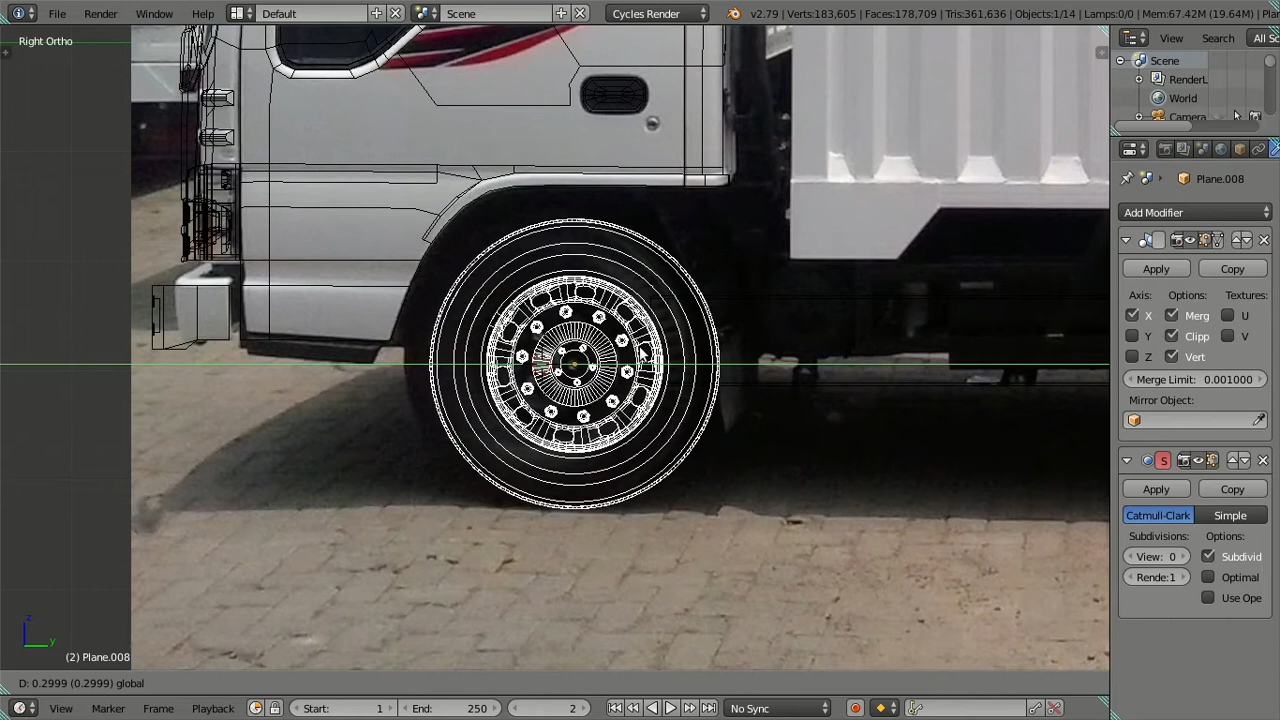 File Render Window Help Default Scene Cycles Render v2.79 | Verts:183,605 | Faces:178,709 | Tris:361,636 | Objects:1/14 | Lamps:0/0 | Mem:67.42M (19.64M) | Plan
Right Ortho
View Search All Sc
Scene
RenderL
World
Camera
Plane.008
Add Modifier
Apply Copy
Axis: Options: Textures:
X Merg U
Y Clipp V
Z Vert
Merge Limit: 0.001000
Mirror Object:
S
Apply Copy
Catmull-Clark Simple
Subdivisions: Options:
View: 0 Subdivid
Rende:1 Optimal
Use Ope
z
y
(2) Plane.008
D: 0.2999 (0.2999) global
View Marker Frame Playback Start: 1 End: 250 2 No Sync